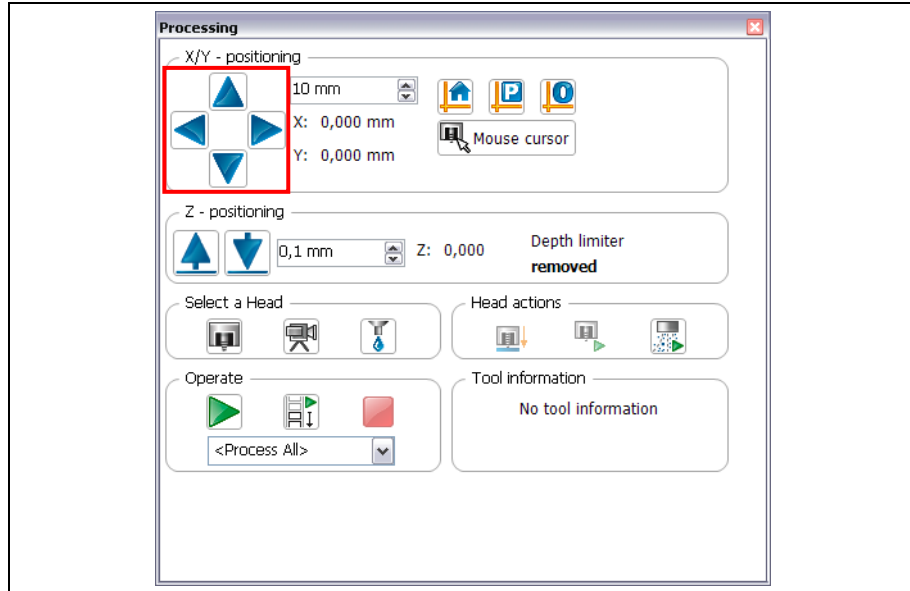 Processing
X/Y - positioning
10 mm
X: 0,000 mm
Y: 0,000 mm
P
0
Mouse cursor
Z - positioning
0,1 mm
Z: 0,000
Depth limiter
removed
Select a Head
Head actions
Operate
<Process All>
Tool information
No tool information